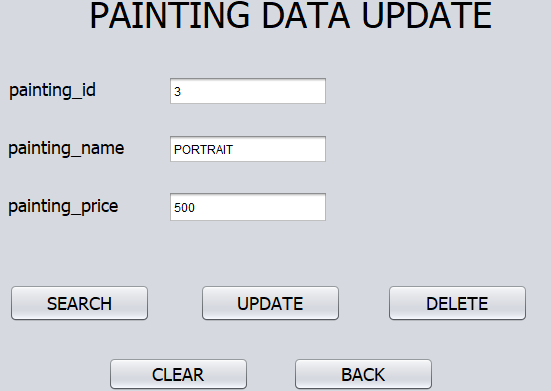 PAINTING DATA UPDATE
painting_id 3
painting_name PORTRAIT
painting_price 500
SEARCH UPDATE DELETE
CLEAR BACK